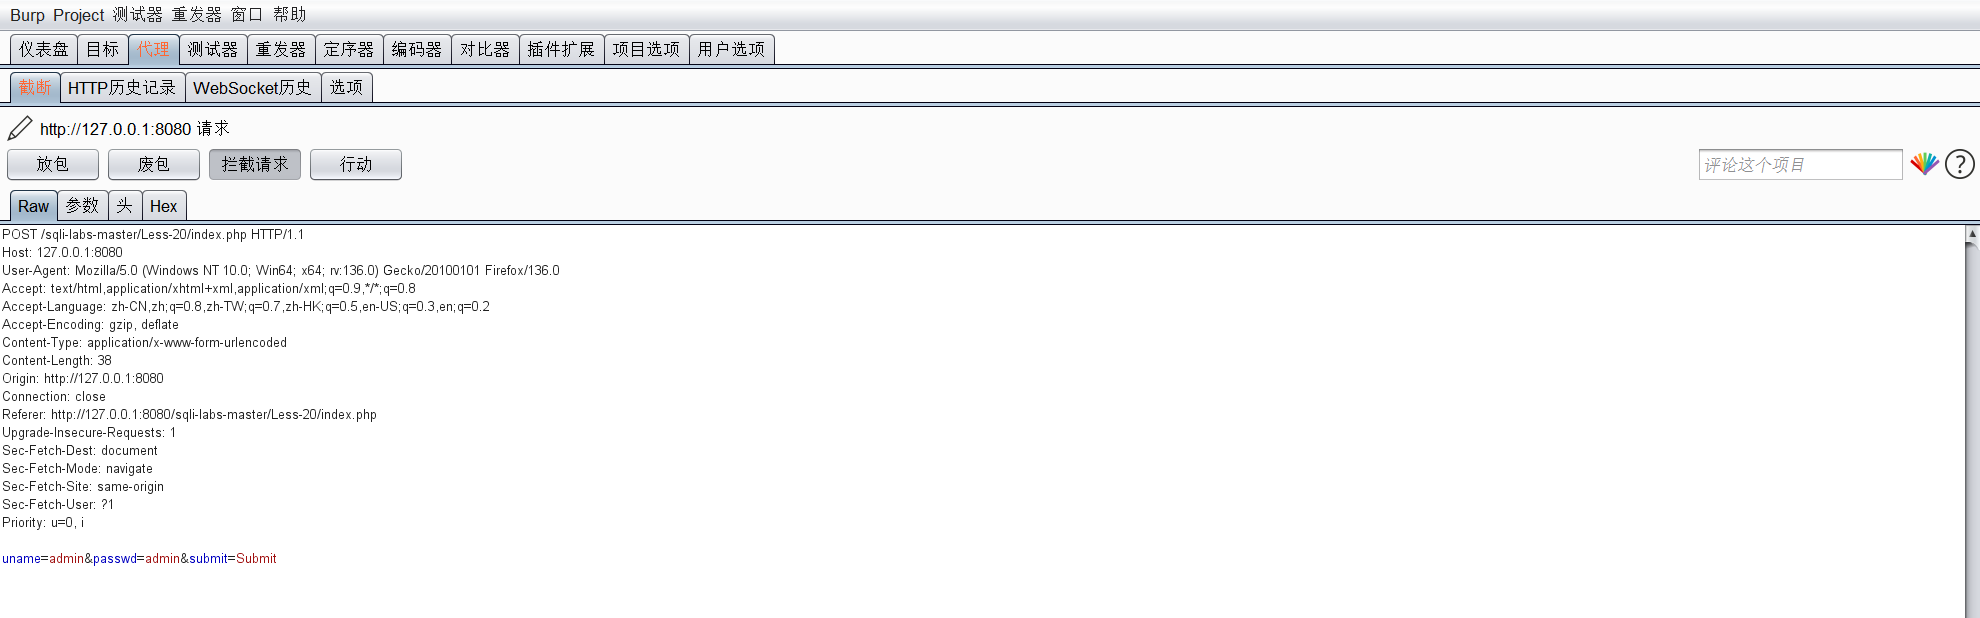 Burp Project 测试器 重发器 窗口 帮助
仪表盘 目标 代理 测试器 重发器 定序器 编码器 对比器 插件扩展 项目选项 用户选项
截断 HTTP历史记录 WebSocket历史 选项
http://127.0.0.1:8080 请求
放包 废包 拦截请求 行动 评论这个项目 ?
Raw 参数 头 Hex
POST /sqli-labs-master/Less-20/index.php HTTP/1.1
Host: 127.0.0.1:8080
User-Agent: Mozilla/5.0 (Windows NT 10.0; Win64; x64; rv:136.0) Gecko/20100101 Firefox/136.0
Accept: text/html,application/xhtml+xml,application/xml;q=0.9,*/*;q=0.8
Accept-Language: zh-CN,zh;q=0.8,zh-TW;q=0.7,zh-HK;q=0.5,en-US;q=0.3,en;q=0.2
Accept-Encoding: gzip, deflate
Content-Type: application/x-www-form-urlencoded
Content-Length: 38
Origin: http://127.0.0.1:8080
Connection: close
Referer: http://127.0.0.1:8080/sqli-labs-master/Less-20/index.php
Upgrade-Insecure-Requests: 1
Sec-Fetch-Dest: document
Sec-Fetch-Mode: navigate
Sec-Fetch-Site: same-origin
Sec-Fetch-User: ?1
Priority: u=0, i
uname=admin&passwd=admin&submit=Submit